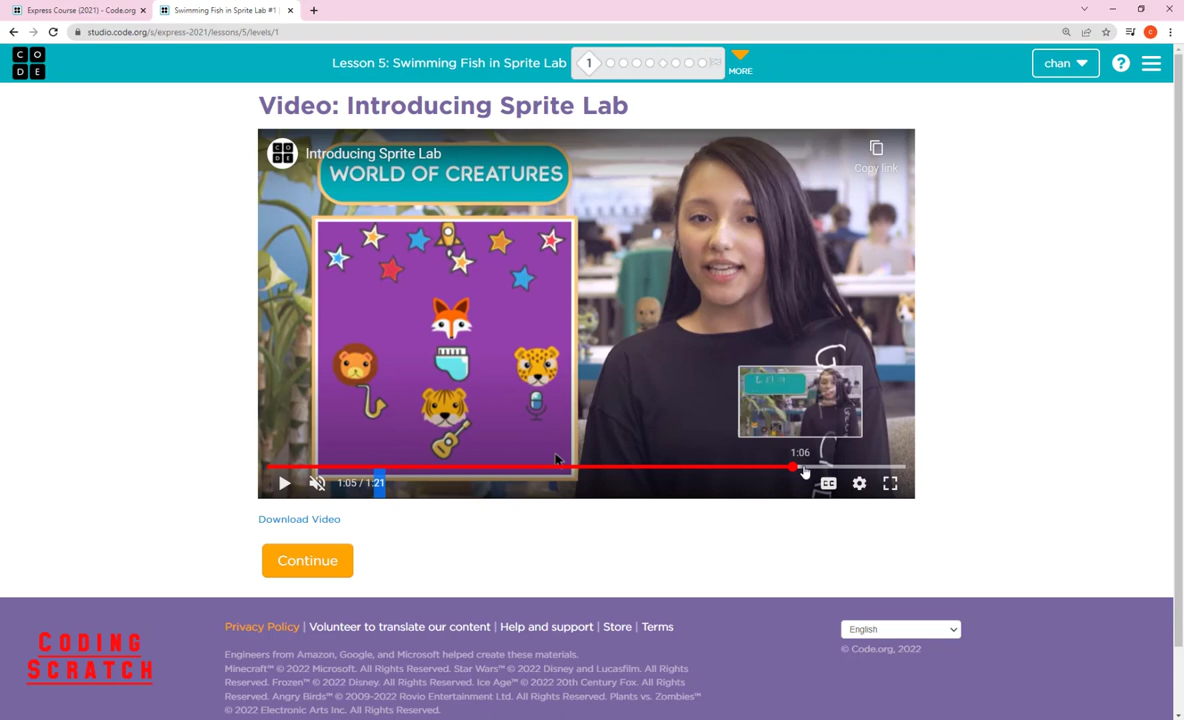 Express Course (2021) - Code.org
Swimming Fish in Sprite Lab #1
studio.code.org/s/express-2021/lessons/5/levels/1
C O
D E
Lesson 5: Swimming Fish in Sprite Lab
1
MORE
chan
?
Video: Introducing Sprite Lab
C O
D E
Introducing Sprite Lab
Copy link
WORLD OF CREATURES
1:06
1:05 / 1:21
CC
Download Video
Continue
CODING
SCRATCH
Privacy Policy | Volunteer to translate our content | Help and support | Store | Terms
English
© Code.org, 2022
Engineers from Amazon, Google, and Microsoft helped create these materials.
Minecraft™ © 2022 Microsoft. All Rights Reserved. Star Wars™ © 2022 Disney and Lucasfilm. All Rights
Reserved. Frozen™ © 2022 Disney. All Rights Reserved. Ice Age™ © 2022 20th Century Fox. All Rights
Reserved. Angry Birds™ © 2009-2022 Rovio Entertainment Ltd. All Rights Reserved. Plants vs. Zombies™
© 2022 Electronic Arts Inc. All Rights Reserved.